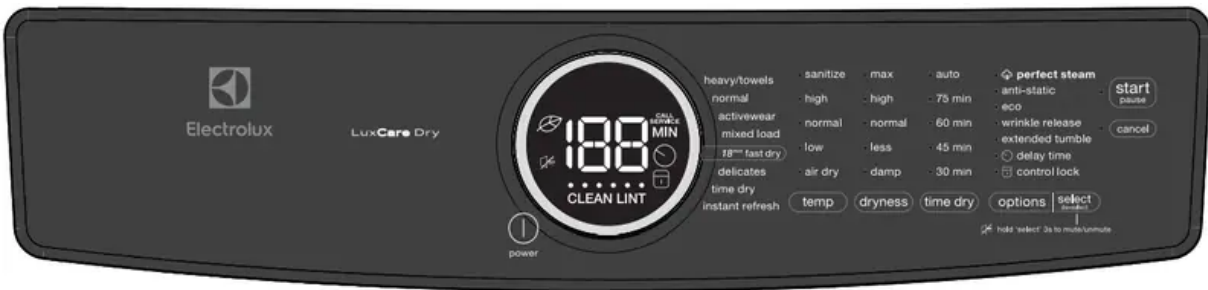 Electrolux
LuxCare Dry
power
188
CALL
SERVICE
MIN
CLEAN LINT
heavy/towels
normal
activewear
mixed load
18min fast dry
delicates
time dry
instant refresh
sanitize
high
normal
low
air dry
temp
max
high
normal
less
damp
dryness
auto
75 min
60 min
45 min
30 min
time dry
perfect steam
anti-static
eco
wrinkle release
extended tumble
delay time
control lock
options
select
deselect
hold 'select' 3s to mute/unmute
start
pause
cancel